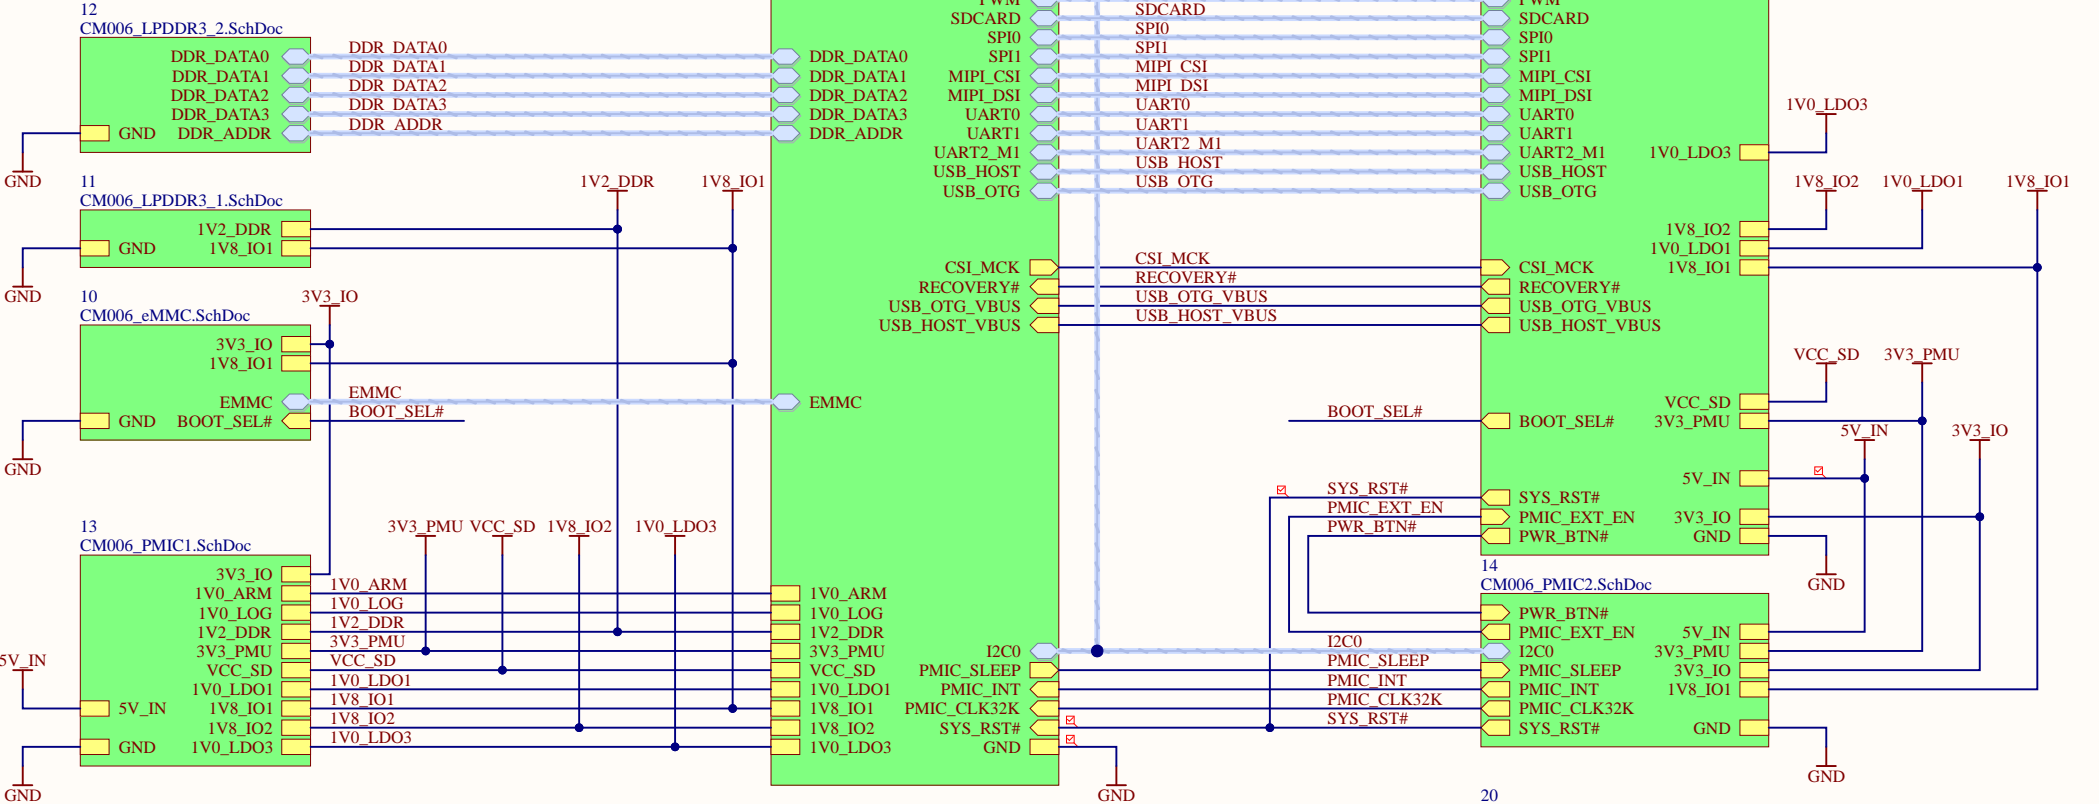 12
CM006_LPDDR3_2.SchDoc
DDR_DATA0
DDR_DATA1
DDR_DATA2
DDR_DATA3
GND DDR_ADDR
GND
DDR_DATA0
DDR_DATA1
DDR_DATA2
DDR_DATA3
DDR_ADDR
11
CM006_LPDDR3_1.SchDoc
1V2_DDR
GND 1V8_IO1
GND
1V2_DDR
1V8_IO1
10
CM006_eMMC.SchDoc
3V3_IO
3V3_IO
1V8_IO1
EMMC
GND BOOT_SEL#
GND
EMMC
BOOT_SEL#
13
CM006_PMIC1.SchDoc
3V3_IO
1V0_ARM
1V0_LOG
1V2_DDR
3V3_PMU
VCC_SD
1V0_LDO1
5V_IN 1V8_IO1
1V8_IO2
GND 1V0_LDO3
5V_IN
GND
3V3_PMU VCC_SD 1V8_IO2 1V0_LDO3
1V0_ARM
1V0_LOG
1V2_DDR
3V3_PMU
VCC_SD
1V0_LDO1
1V8_IO1
1V8_IO2
1V0_LDO3
DDR_DATA0
DDR_DATA1
DDR_DATA2
DDR_DATA3
DDR_ADDR
EMMC
1V0_ARM
1V0_LOG
1V2_DDR
3V3_PMU
VCC_SD
1V0_LDO1
1V8_IO1
1V8_IO2
1V0_LDO3
PWM
SDCARD
SPI0
SPI1
MIPI_CSI
MIPI_DSI
UART0
UART1
UART2_M1
USB_HOST
USB_OTG
CSI_MCK
RECOVERY#
USB_OTG_VBUS
USB_HOST_VBUS
I2C0
PMIC_SLEEP
PMIC_INT
PMIC_CLK32K
SYS_RST#
GND
GND
SDCARD
SPI0
SPI1
MIPI_CSI
MIPI_DSI
UART0
UART1
UART2_M1
USB_HOST
USB_OTG
CSI_MCK
RECOVERY#
USB_OTG_VBUS
USB_HOST_VBUS
BOOT_SEL#
SYS_RST#
PMIC_EXT_EN
PWR_BTN#
I2C0
PMIC_SLEEP
PMIC_INT
PMIC_CLK32K
SYS_RST#
PWM
SDCARD
SPI0
SPI1
MIPI_CSI
MIPI_DSI
UART0
UART1
UART2_M1
USB_HOST
USB_OTG
CSI_MCK
RECOVERY#
USB_OTG_VBUS
USB_HOST_VBUS
BOOT_SEL#
SYS_RST#
PMIC_EXT_EN
PWR_BTN#
1V0_LDO3
1V8_IO2
1V0_LDO1
1V8_IO1
VCC_SD
3V3_PMU
5V_IN
3V3_IO
GND
1V0_LDO3
1V8_IO2 1V0_LDO1 1V8_IO1
VCC_SD 3V3_PMU
5V_IN 3V3_IO
GND
14
CM006_PMIC2.SchDoc
PWR_BTN#
PMIC_EXT_EN 5V_IN
I2C0 3V3_PMU
PMIC_SLEEP 3V3_IO
PMIC_INT 1V8_IO1
PMIC_CLK32K
SYS_RST# GND
GND
20